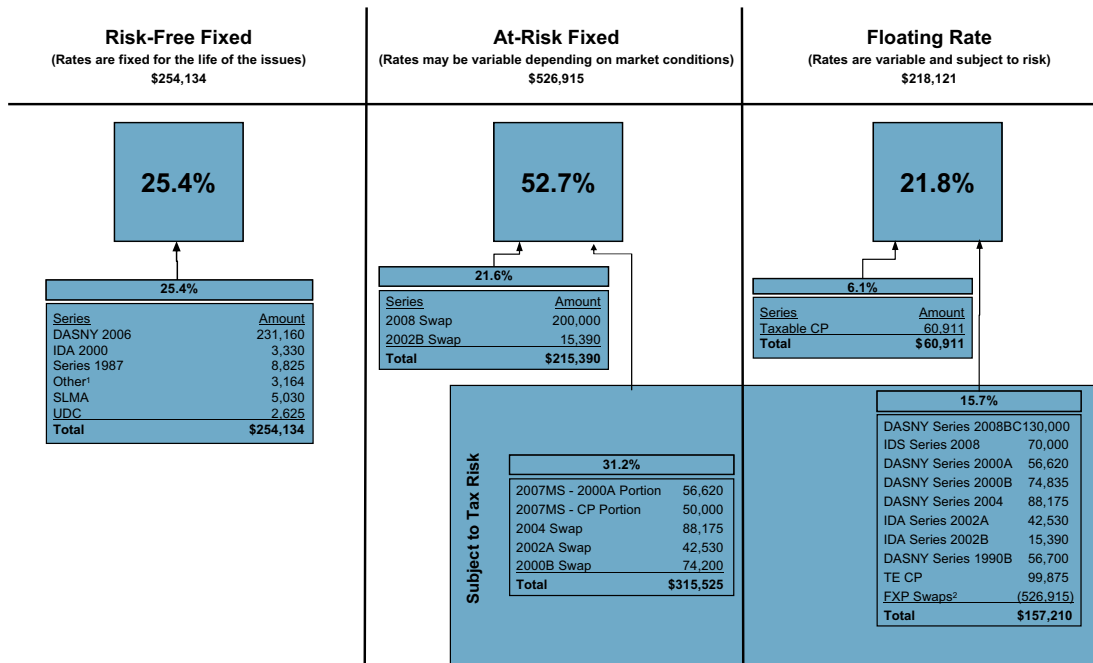 Risk-Free Fixed
(Rates are fixed for the life of the issues)
$254,134
25.4%
25.4%
Series Amount
DASNY 2006 231,160
IDA 2000 3,330
Series 1987 8,825
Other¹ 3,164
SLMA 5,030
UDC 2,625
Total $254,134
At-Risk Fixed
(Rates may be variable depending on market conditions)
$526,915
52.7%
21.6%
Series Amount
2008 Swap 200,000
2002B Swap 15,390
Total $215,390
Subject to Tax Risk
31.2%
2007MS - 2000A Portion 56,620
2007MS - CP Portion 50,000
2004 Swap 88,175
2002A Swap 42,530
2000B Swap 74,200
Total $315,525
Floating Rate
(Rates are variable and subject to risk)
$218,121
21.8%
6.1%
Series Amount
Taxable CP 60,911
Total $60,911
15.7%
DASNY Series 2008BC130,000
IDS Series 2008 70,000
DASNY Series 2000A 56,620
DASNY Series 2000B 74,835
DASNY Series 2004 88,175
IDA Series 2002A 42,530
IDA Series 2002B 15,390
DASNY Series 1990B 56,700
TE CP 99,875
FXP Swaps² (526,915)
Total $157,210